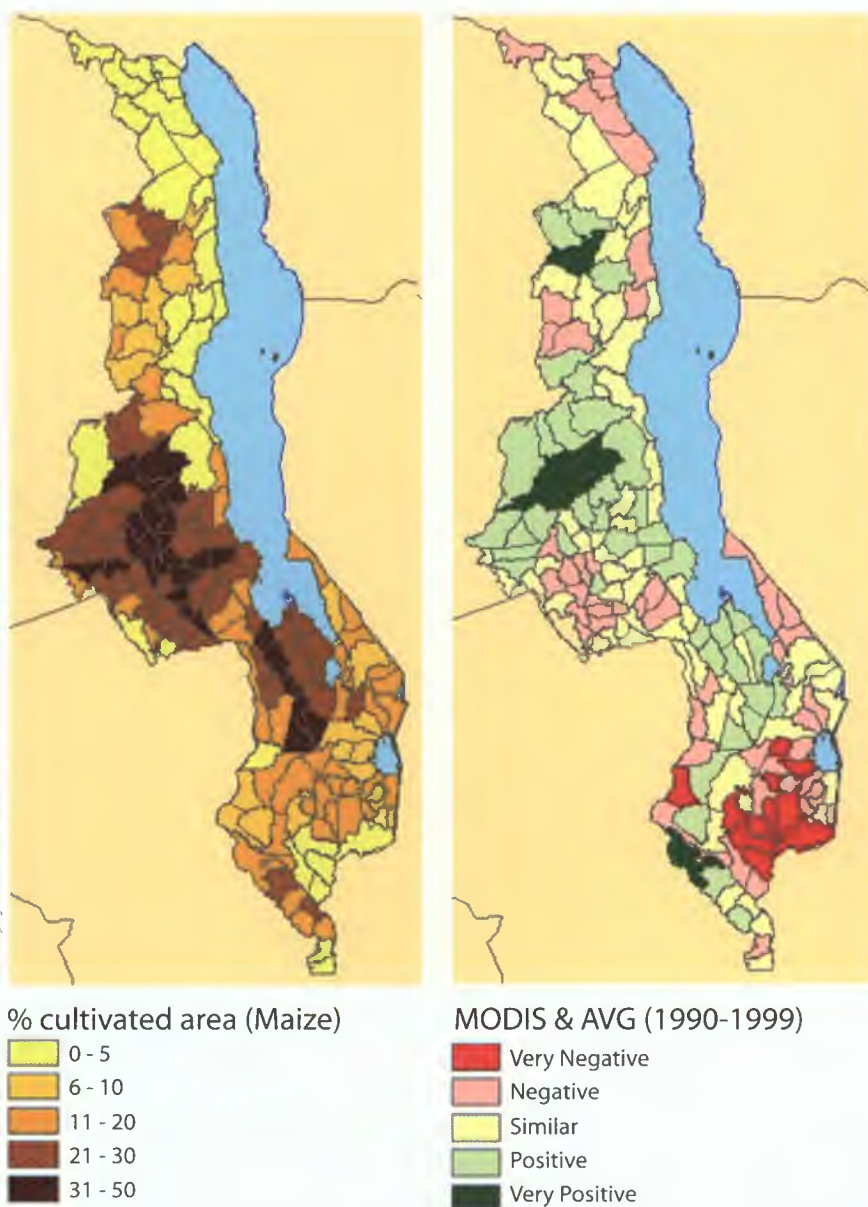 % cultivated area (Maize)
0 - 5
6 - 10
11 - 20
21 - 30
31 - 50
MODIS & AVG (1990-1999)
Very Negative
Negative
Similar
Positive
Very Positive